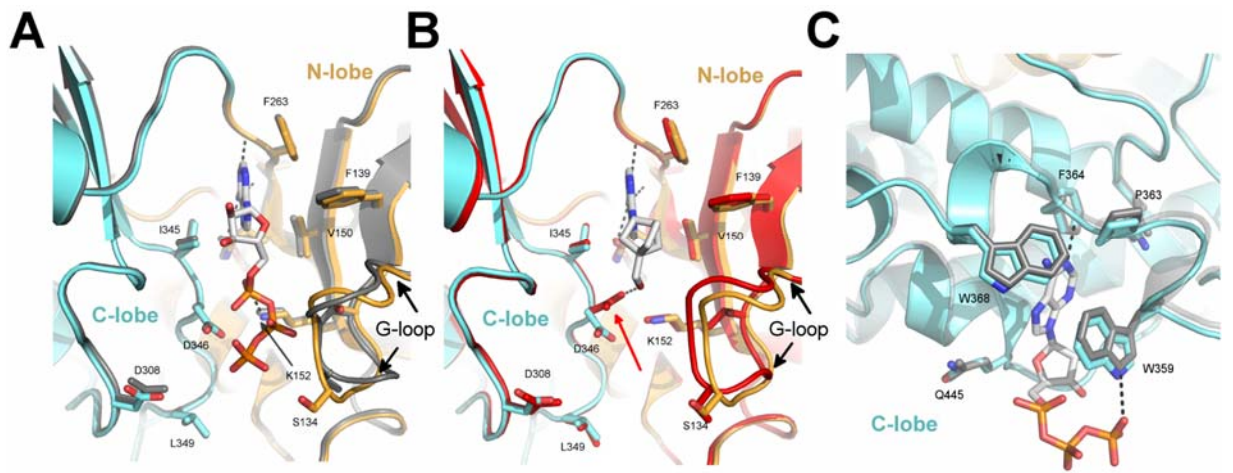 A
N-lobe
F263
F139
I345
V150
C-lobe
G-loop
D346
K152
D308
S134
L349
B
N-lobe
F263
F139
I345
V150
C-lobe
G-loop
D346
K152
D308
S134
L349
C
F364
P363
W368
W359
Q445
C-lobe